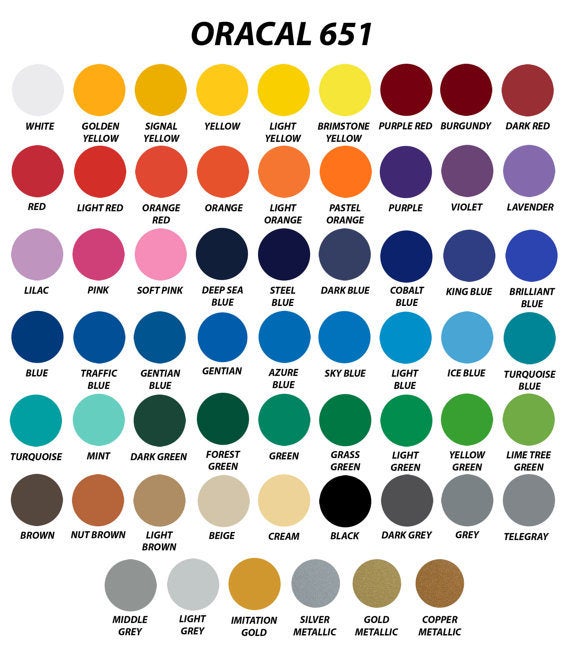 ORACAL 651
WHITE
GOLDEN
YELLOW
SIGNAL
YELLOW
YELLOW
LIGHT
YELLOW
BRIMSTONE
YELLOW
PURPLE RED
BURGUNDY
DARK RED
RED
LIGHT RED
ORANGE
RED
ORANGE
LIGHT
ORANGE
PASTEL
ORANGE
PURPLE
VIOLET
LAVENDER
LILAC
PINK
SOFT PINK
DEEP SEA
BLUE
STEEL
BLUE
DARK BLUE
COBALT
BLUE
KING BLUE
BRILLIANT
BLUE
BLUE
TRAFFIC
BLUE
GENTIAN
BLUE
GENTIAN
AZURE
BLUE
SKY BLUE
LIGHT
BLUE
ICE BLUE
TURQUOISE
BLUE
TURQUOISE
MINT
DARK GREEN
FOREST
GREEN
GREEN
GRASS
GREEN
LIGHT
GREEN
YELLOW
GREEN
LIME TREE
GREEN
BROWN
NUT BROWN
LIGHT
BROWN
BEIGE
CREAM
BLACK
DARK GREY
GREY
TELEGRAY
MIDDLE
GREY
LIGHT
GREY
IMITATION
GOLD
SILVER
METALLIC
GOLD
METALLIC
COPPER
METALLIC